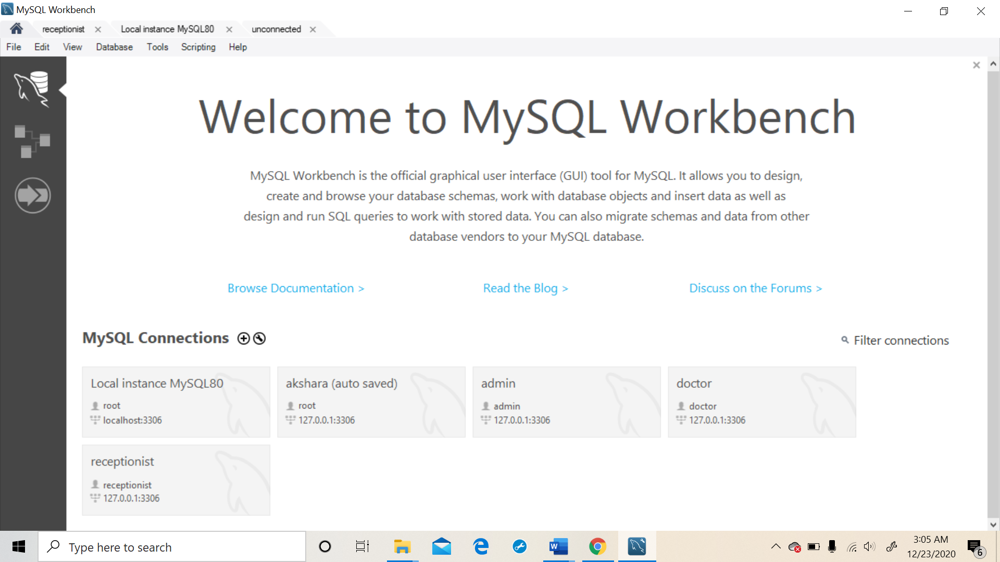 MySQL Workbench
receptionist
Local instance MySQL80
unconnected
File Edit View Database Tools Scripting Help
Welcome to MySQL Workbench
MySQL Workbench is the official graphical user interface (GUI) tool for MySQL. It allows you to design,
create and browse your database schemas, work with database objects and insert data as well as
design and run SQL queries to work with stored data. You can also migrate schemas and data from other
database vendors to your MySQL database.
Browse Documentation >
Read the Blog >
Discuss on the Forums >
MySQL Connections
Filter connections
Local instance MySQL80
root
localhost:3306
akshara (auto saved)
root
127.0.0.1:3306
admin
admin
127.0.0.1:3306
doctor
doctor
127.0.0.1:3306
receptionist
receptionist
127.0.0.1:3306
Type here to search
3:05 AM
12/23/2020
6